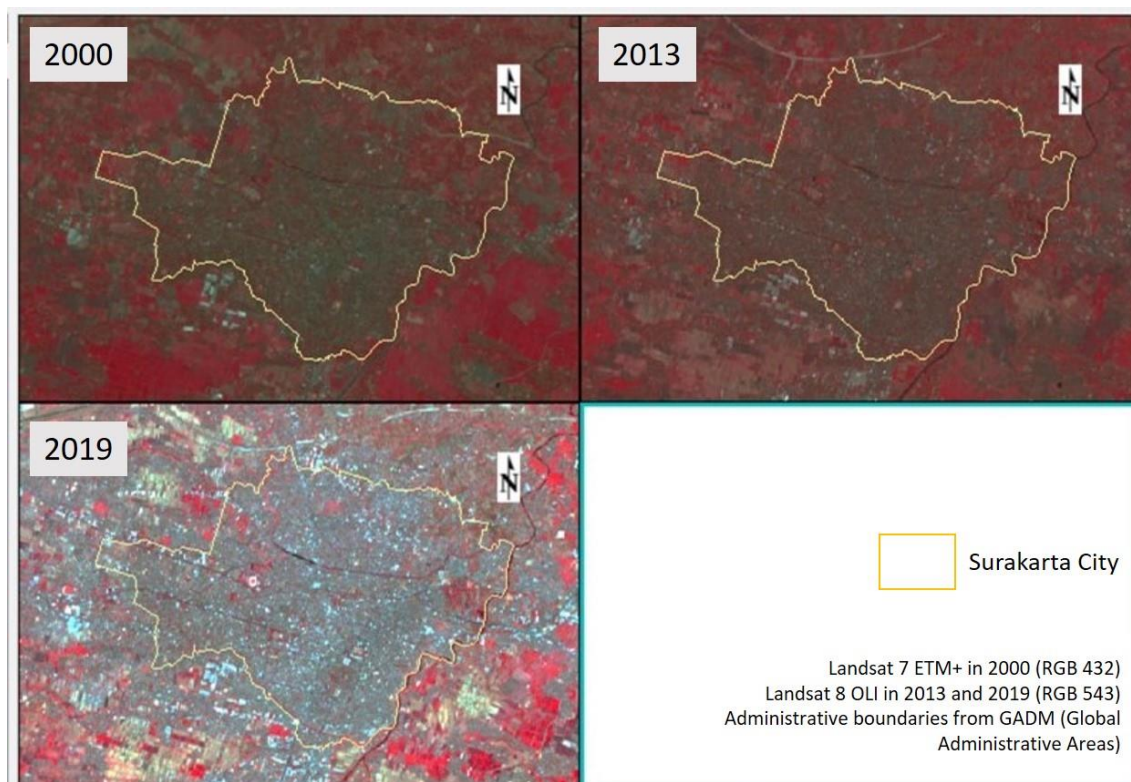 2000
N
2013
N
2019
N
Surakarta City
Landsat 7 ETM+ in 2000 (RGB 432)
Landsat 8 OLI in 2013 and 2019 (RGB 543)
Administrative boundaries from GADM (Global
Administrative Areas)